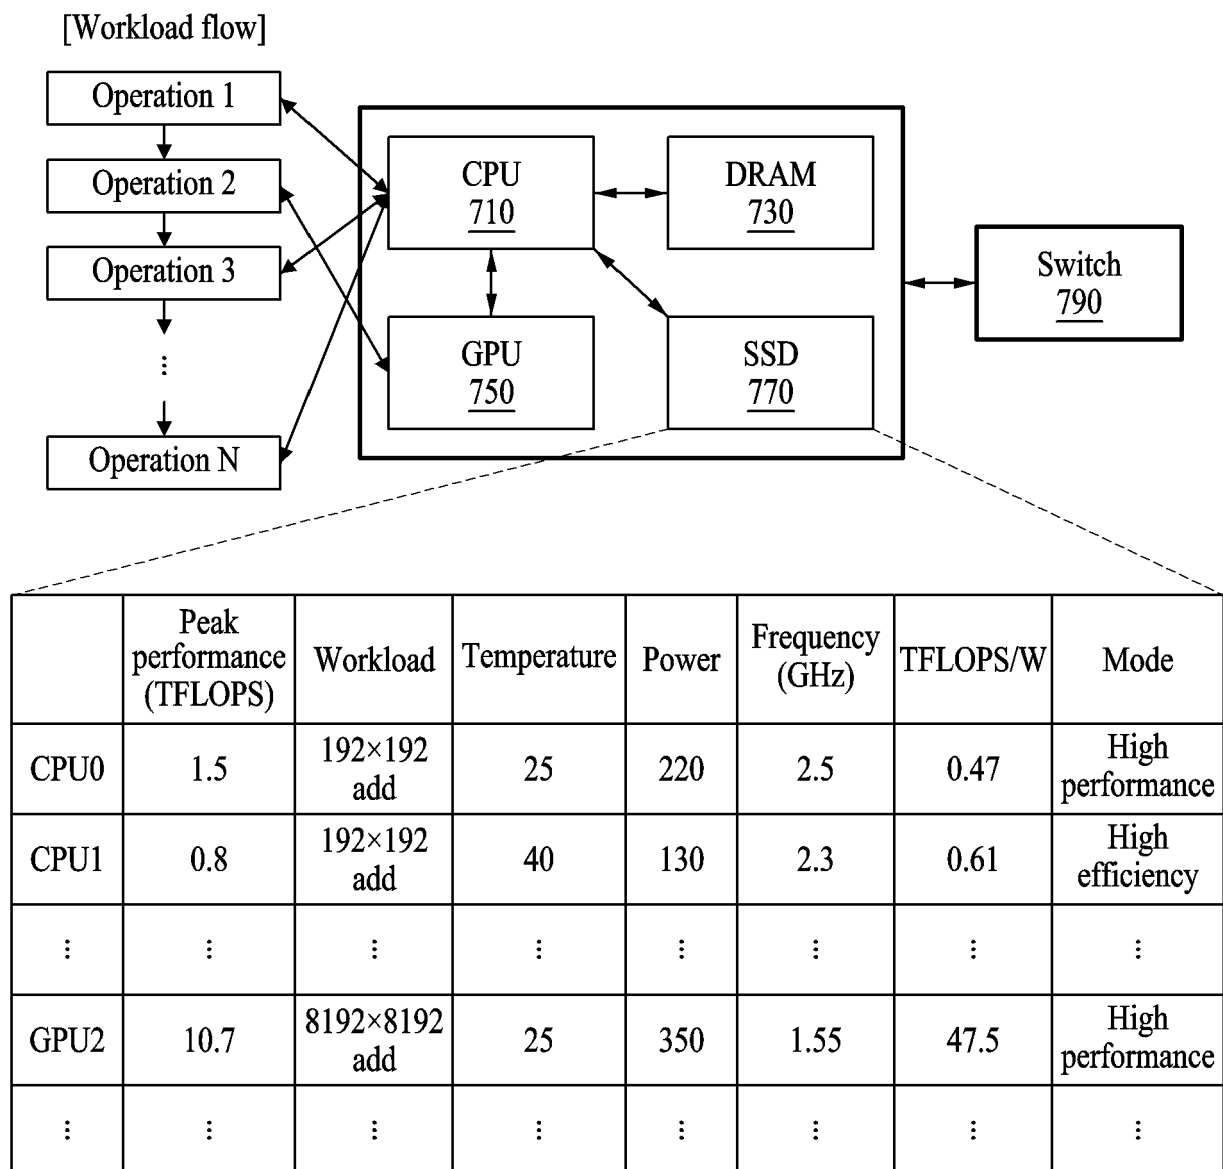 [Workload flow]
Operation 1
Operation 2
Operation 3
⋮
Operation N
CPU
710
DRAM
730
GPU
750
SSD
770
Switch
790
Peak
performance
(TFLOPS)
Workload
Temperature
Power
Frequency
(GHz)
TFLOPS/W
Mode
CPU0
1.5
192×192
add
25
220
2.5
0.47
High
performance
CPU1
0.8
192×192
add
40
130
2.3
0.61
High
efficiency
⋮ ⋮ ⋮ ⋮ ⋮ ⋮ ⋮ ⋮
GPU2
10.7
8192×8192
add
25
350
1.55
47.5
High
performance
⋮ ⋮ ⋮ ⋮ ⋮ ⋮ ⋮ ⋮